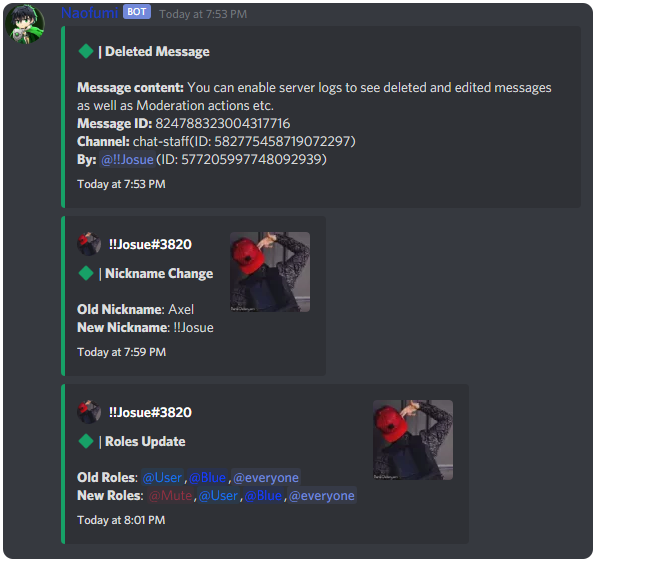 Naofumi BOT Today at 7:53 PM
| Deleted Message
Message content: You can enable server logs to see deleted and edited messages
as well as Moderation actions etc.
Message ID: 824788323004317716
Channel: chat-staff(ID: 582775458719072297)
By: @!!Josue(ID: 577205997748092939)
Today at 7:53 PM
!!Josue#3820
| Nickname Change
Old Nickname: Axel
New Nickname: !!Josue
Today at 7:59 PM
!!Josue#3820
| Roles Update
Old Roles: @User,@Blue,@everyone
New Roles: @Mute,@User,@Blue,@everyone
Today at 8:01 PM